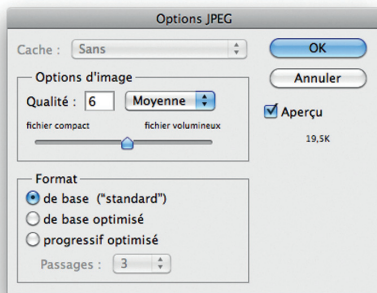 Options JPEG
Cache : Sans
OK
Annuler
Aperçu
19,5K
Options d'image
Qualité : 6 Moyenne
fichier compact fichier volumineux
Format
de base ("standard")
de base optimisé
progressif optimisé
Passages : 3